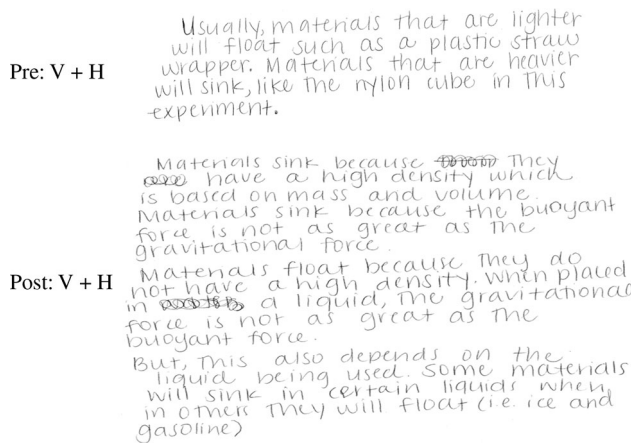 Usually, materials that are lighter
will float such as a plastic straw
Pre: V + H
wrapper. Materials that are heavier
will sink, like the nylon cube in this
experiment.
Materials sink because They
have a high density which
is based on mass and volume.
Materials sink because the buoyant
force is not as great as the
gravitational force.
Post: V + H
Materials float because they do
not have a high density. When placed
in a liquid, the gravitational
force is not as great as the
buoyant force.
But, this also depends on the
liquid being used. Some materials
will sink in certain liquids when
in others they will float (i.e. ice and
gasoline)